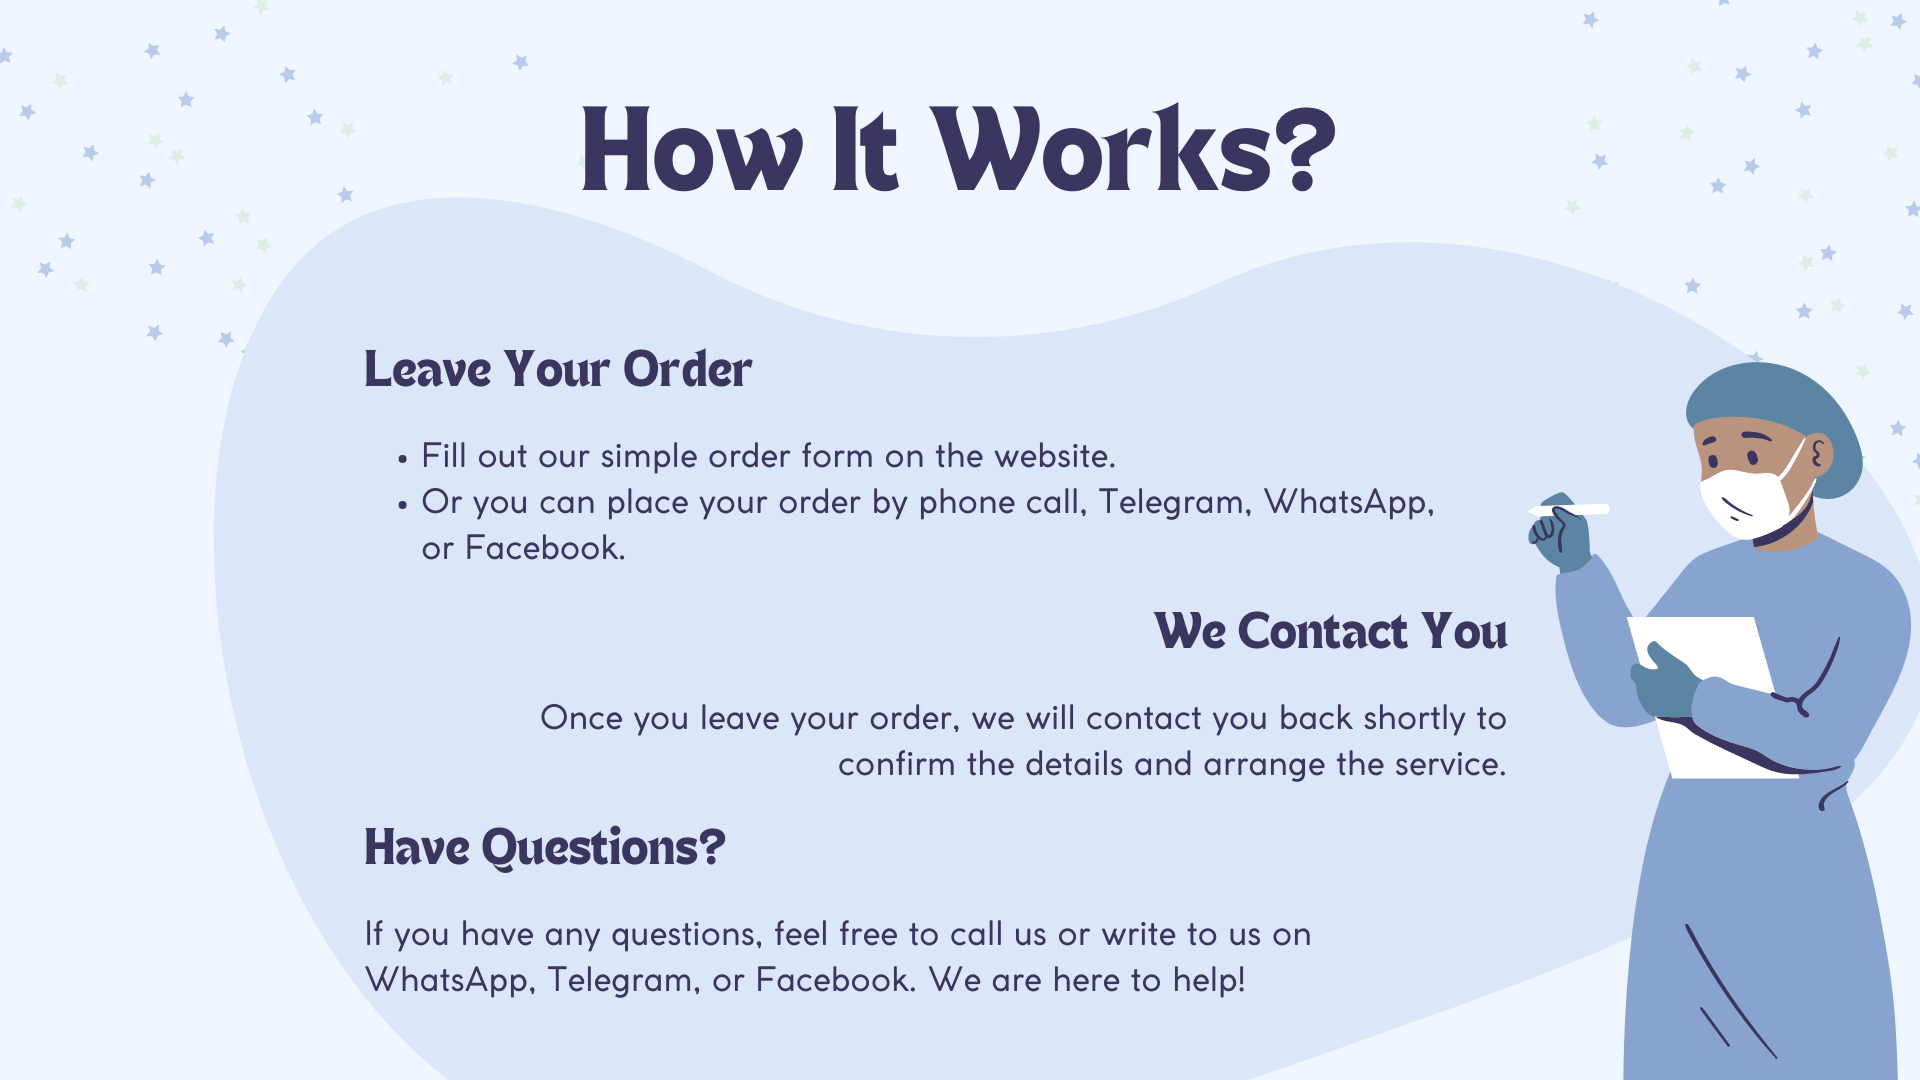 How It Works?
Leave Your Order
• Fill out our simple order form on the website.
• Or you can place your order by phone call, Telegram, WhatsApp,
or Facebook.
We Contact You
Once you leave your order, we will contact you back shortly to
confirm the details and arrange the service.
Have Questions?
If you have any questions, feel free to call us or write to us on
WhatsApp, Telegram, or Facebook. We are here to help!